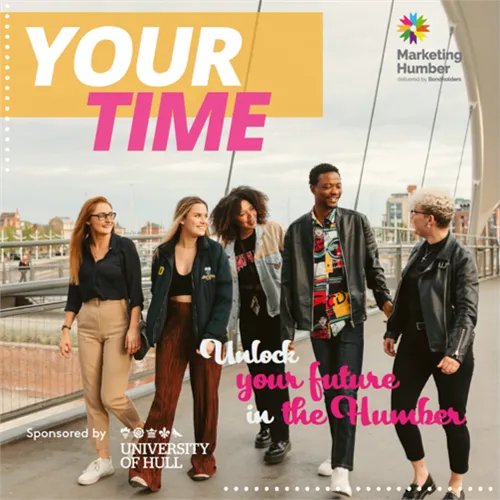 YOUR
TIME
Marketing
Humber
delivered by Bondholders
Unlock
your future
in the Humber
Sponsored by
UNIVERSITY
OF HULL